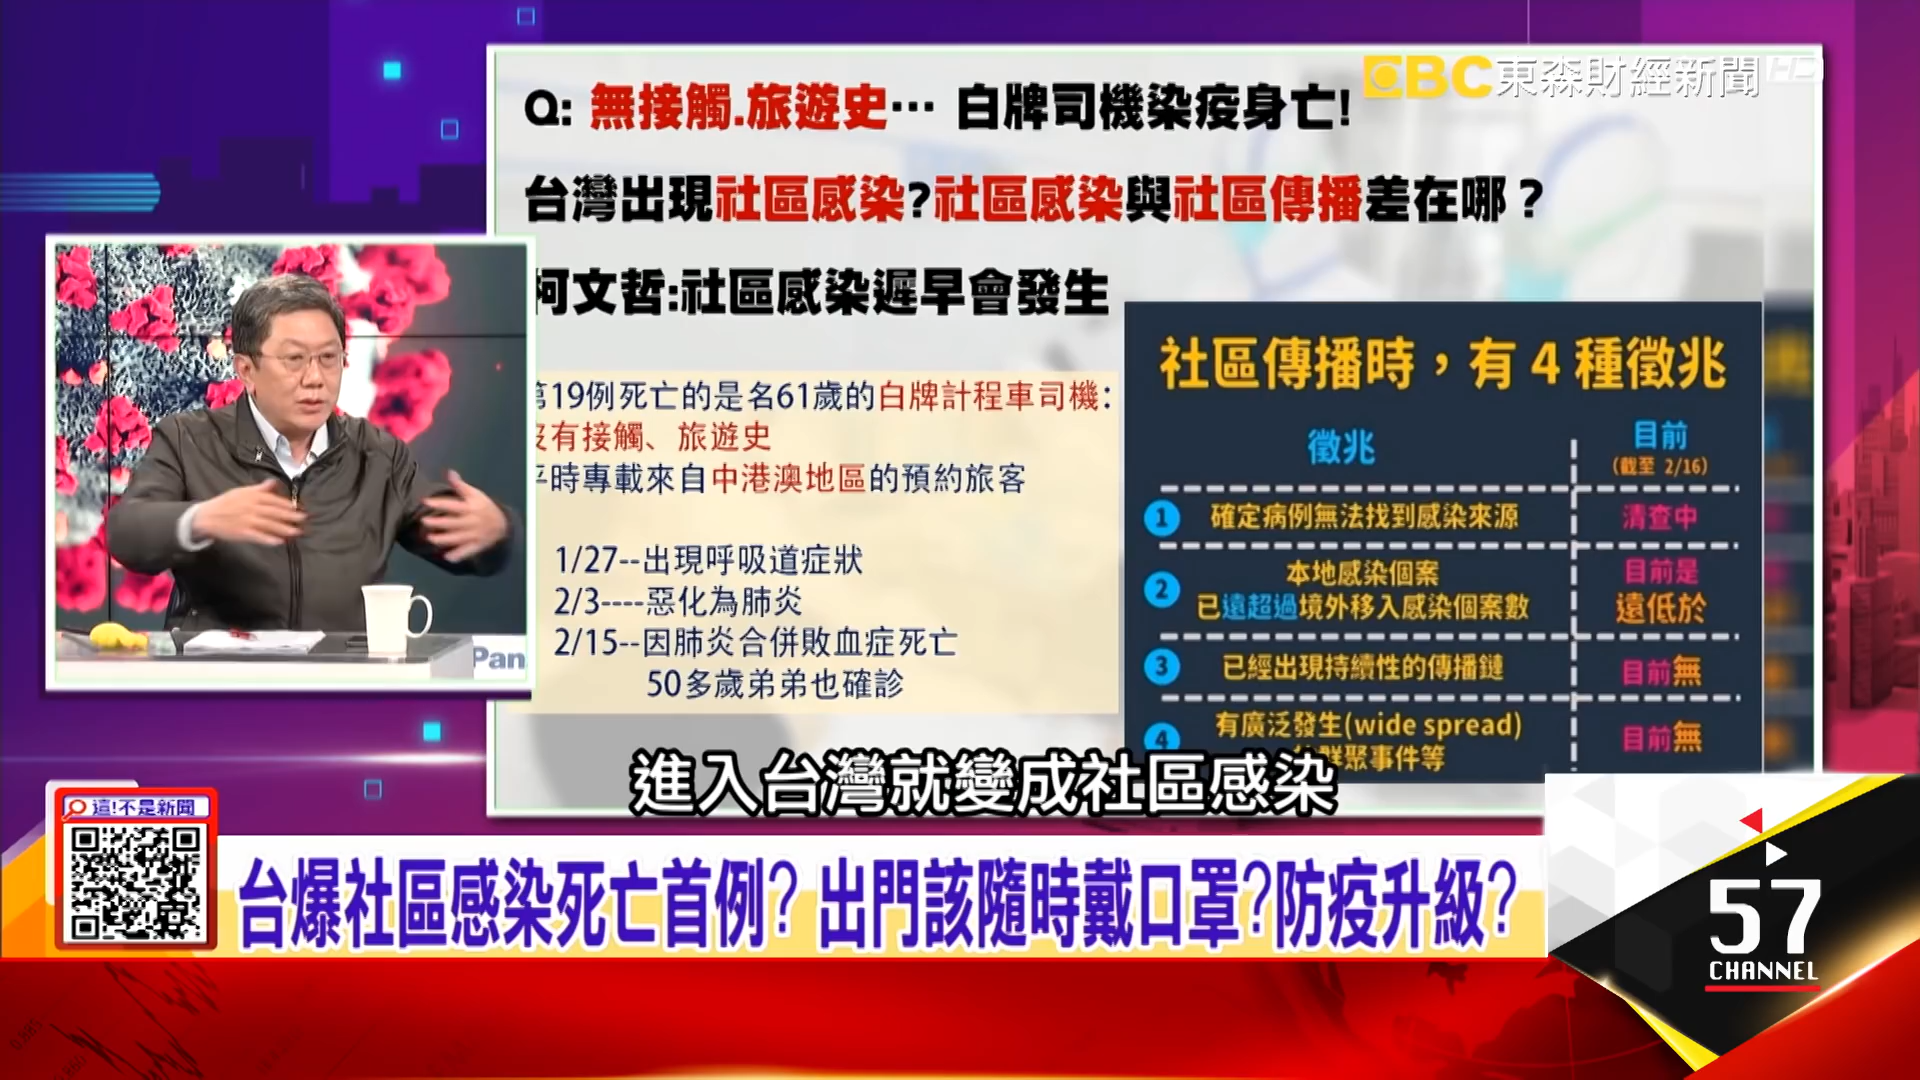 EBC 東森財經新聞 HD
Q: 無接觸.旅遊史… 白牌司機染疫身亡!
台灣出現社區感染?社區感染與社區傳播差在哪？
柯文哲:社區感染遲早會發生
第19例死亡的是名61歲的白牌計程車司機:
沒有接觸、旅遊史
平時專載來自中港澳地區的預約旅客
1/27--出現呼吸道症狀
2/3----惡化為肺炎
2/15--因肺炎合併敗血症死亡
50多歲弟弟也確診
社區傳播時，有4種徵兆
徵兆
目前
(截至 2/16)
1 確定病例無法找到感染來源
清查中
2 本地感染個案
已遠超過境外移入感染個案數
目前是
遠低於
3 已經出現持續性的傳播鏈
目前無
4 有廣泛發生(wide spread)
群聚事件等
目前無
Pan
進入台灣就變成社區感染
這!不是新聞
台爆社區感染死亡首例? 出門該隨時戴口罩?防疫升級?
57
CHANNEL